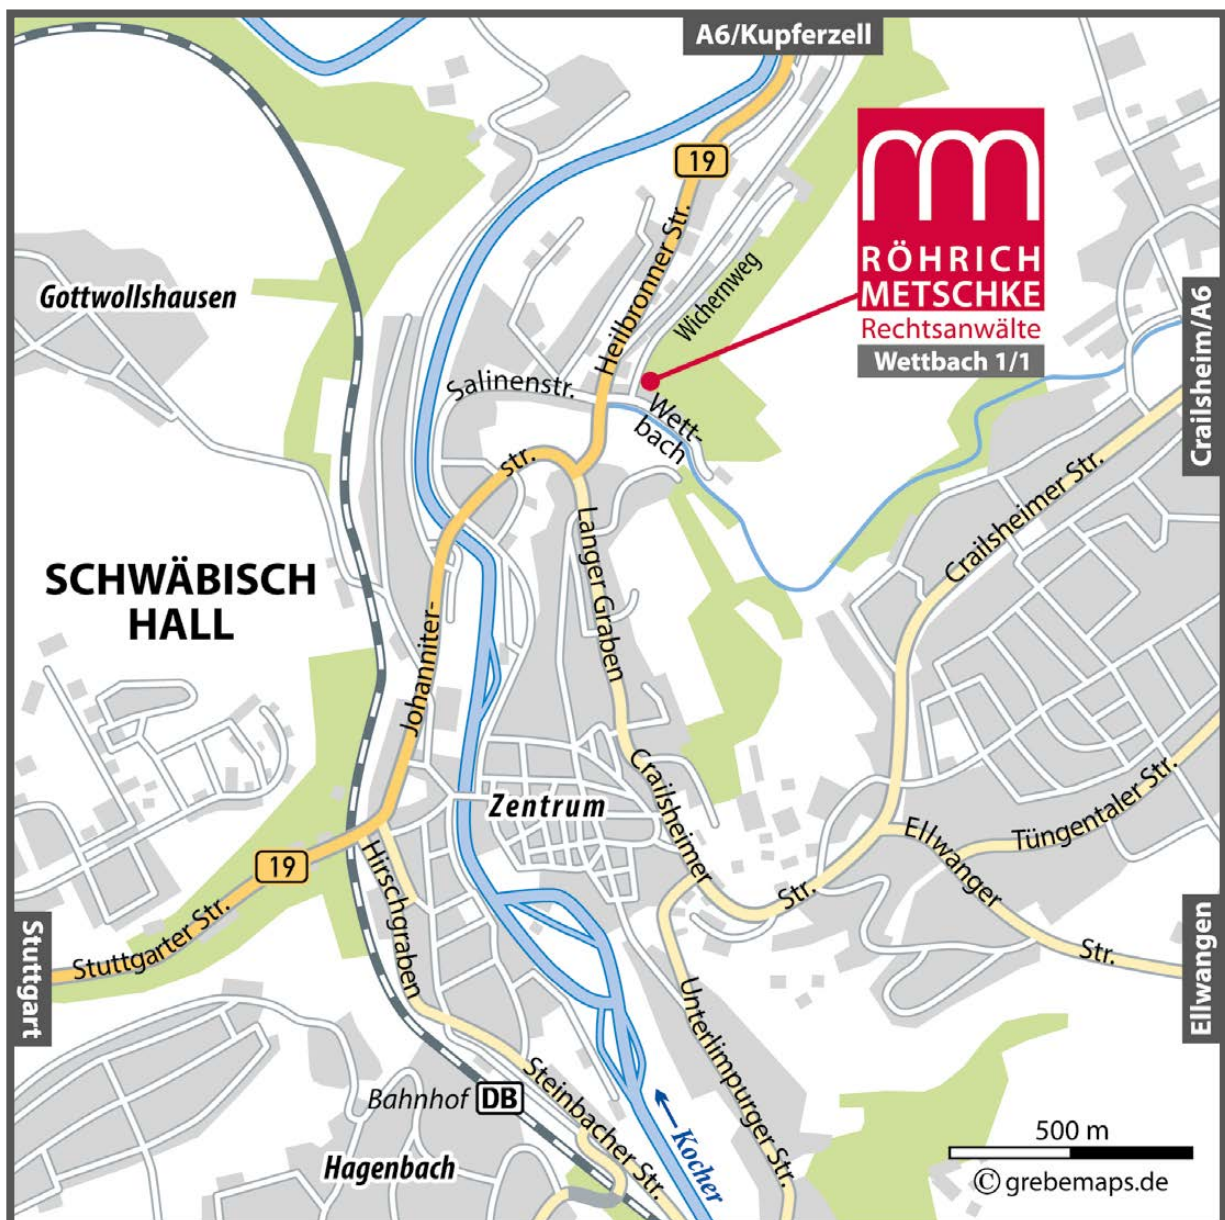 A6/Kupferzell
19
rm
RÖHRICH
METSCHKE
Rechtsanwälte
Wettbach 1/1
Crailsheim/A6
Gottwollshausen
Heilbronner Str.
Wichernweg
Salinenstr.
Wett-
bach
str.
Johanniter-
Langer Graben
Crailsheimer Str.
SCHWÄBISCH
HALL
Zentrum
Crailsheimer
Str.
Ellwanger
Str.
Tüngentaler Str.
19
Stuttgarter Str.
Stuttgart
Hirschgraben
Ellwangen
Unterlimpurger Str.
Steinbacher Str.
Bahnhof DB
Hagenbach
Kocher
500 m
© grebemaps.de